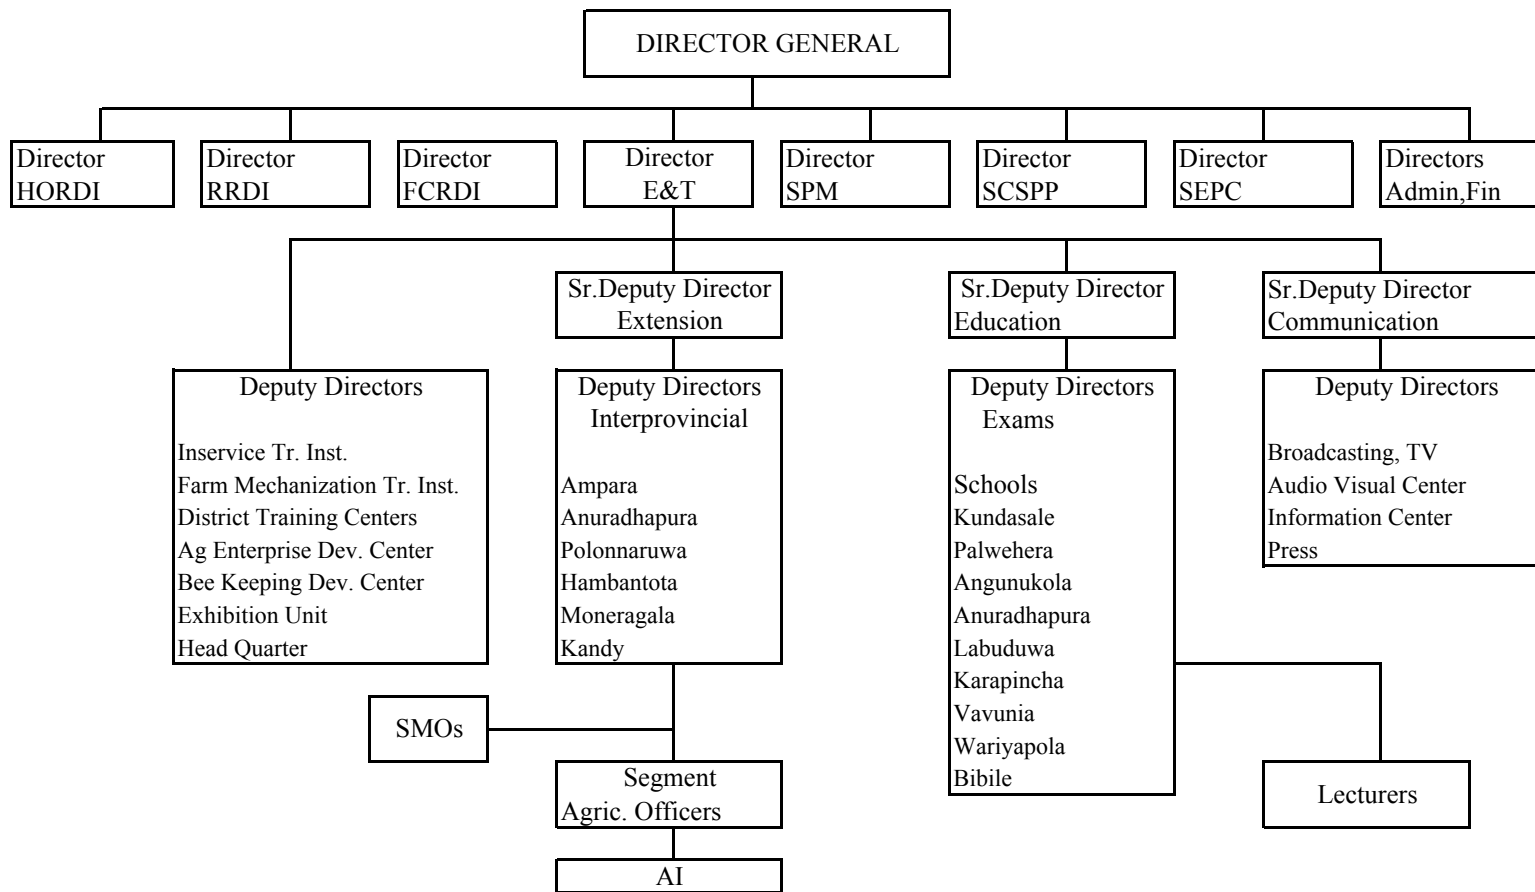 DIRECTOR GENERAL
Director
HORDI
Director
RRDI
Director
FCRDI
Director
E&T
Director
SPM
Director
SCSPP
Director
SEPC
Directors
Admin,Fin
Sr.Deputy Director
Extension
Sr.Deputy Director
Education
Sr.Deputy Director
Communication
Deputy Directors
Inservice Tr. Inst.
Farm Mechanization Tr. Inst.
District Training Centers
Ag Enterprise Dev. Center
Bee Keeping Dev. Center
Exhibition Unit
Head Quarter
Deputy Directors
Interprovincial
Ampara
Anuradhapura
Polonnaruwa
Hambantota
Moneragala
Kandy
Deputy Directors
Exams
Schools
Kundasale
Palwehera
Angunukola
Anuradhapura
Labuduwa
Karapincha
Vavunia
Wariyapola
Bibile
Deputy Directors
Broadcasting, TV
Audio Visual Center
Information Center
Press
SMOs
Segment
Agric. Officers
Lecturers
AI